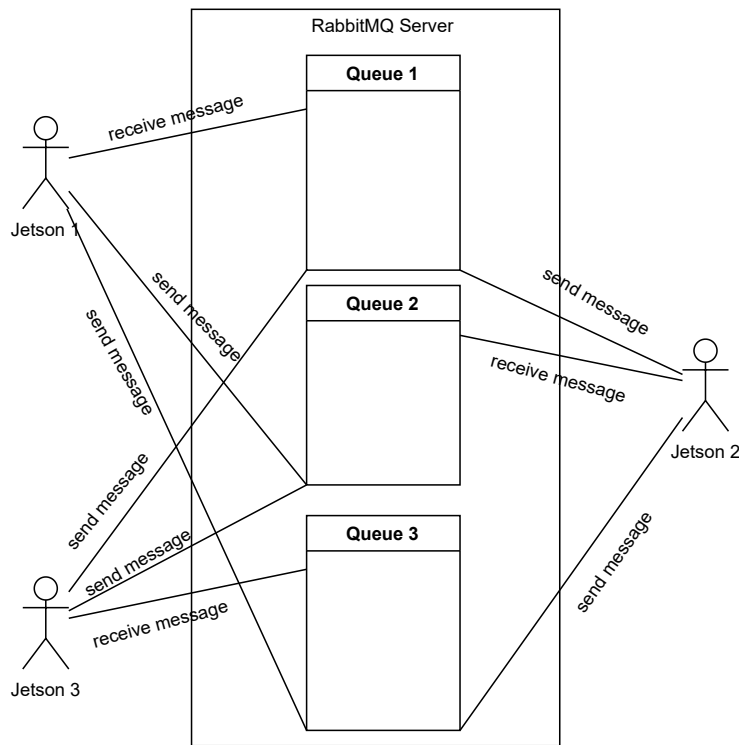 RabbitMQ Server
Queue 1
receive message
Jetson 1
send message
send message
Queue 2
send message
receive message
Jetson 2
send message
send message
Queue 3
send message
receive message
Jetson 3